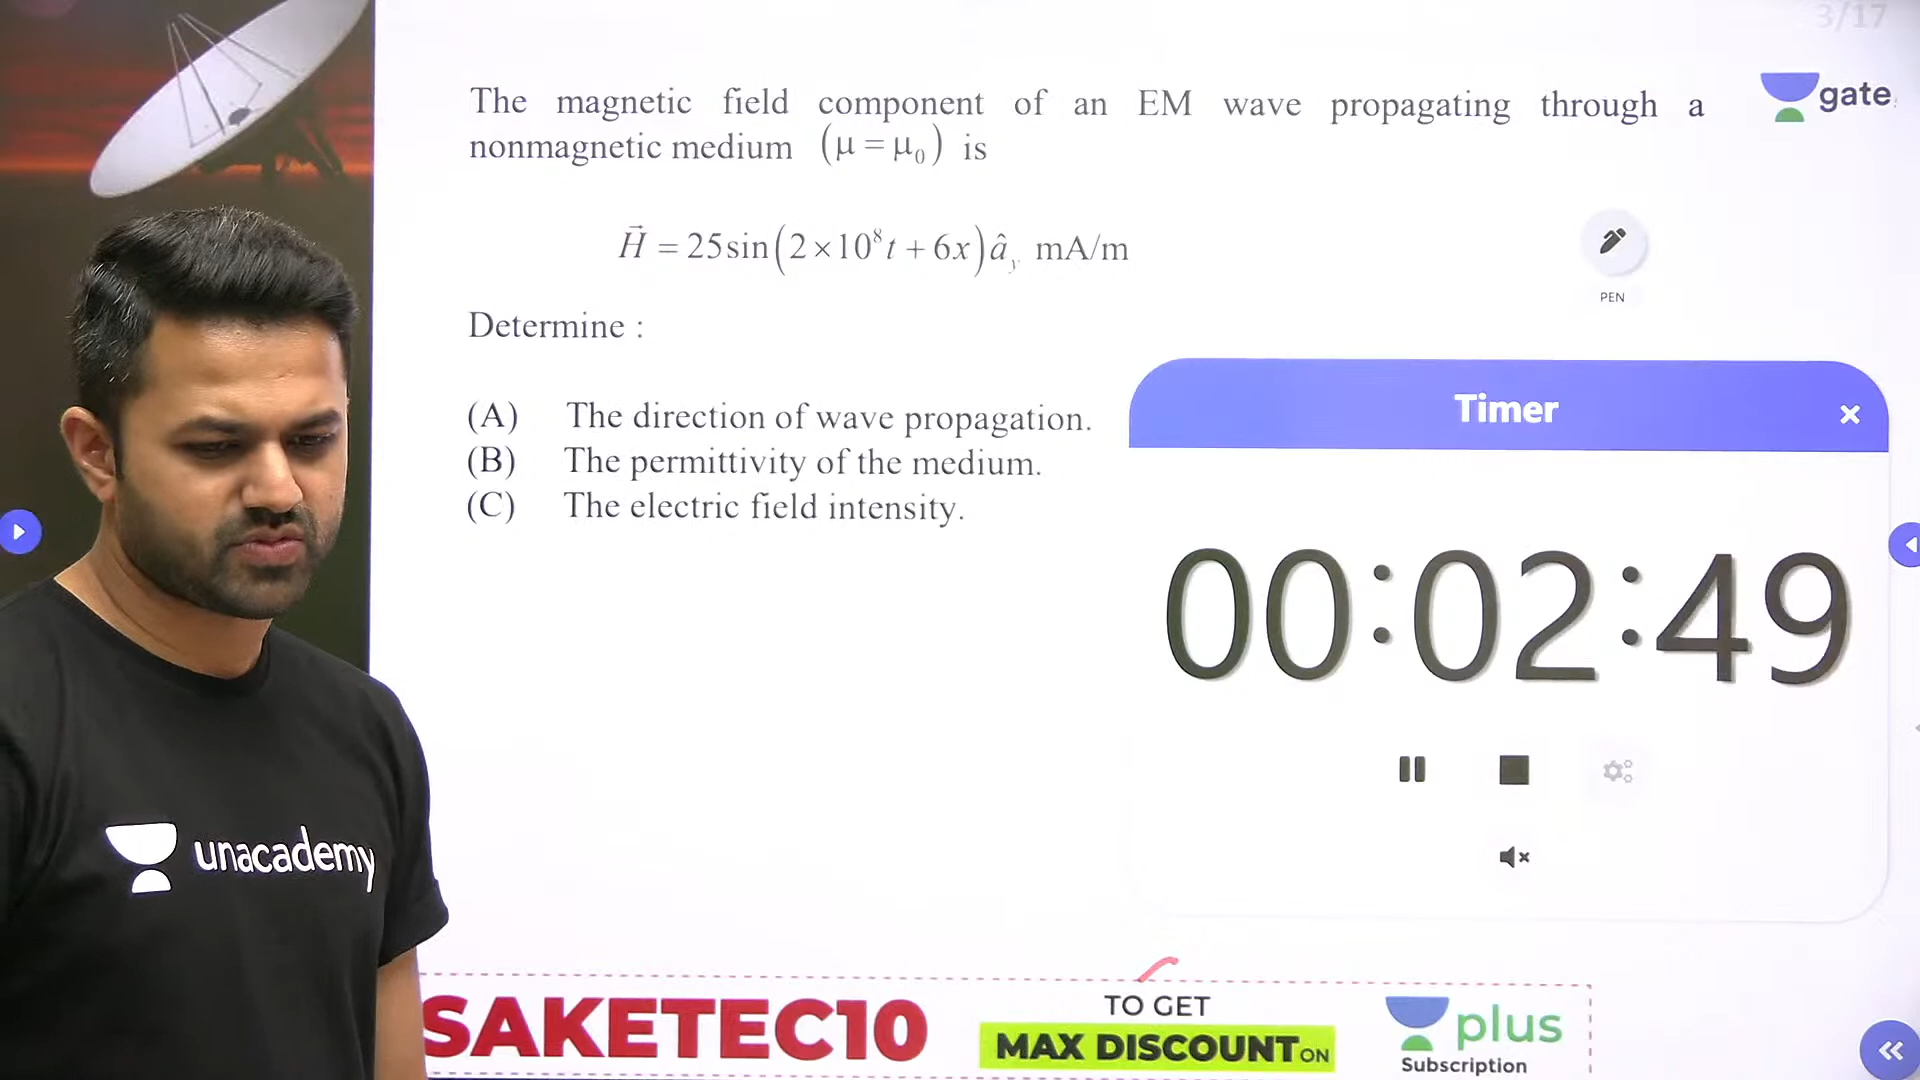 3/17
The magnetic field component of an EM wave propagating through a
gate
nonmagnetic medium (μ = μ₀) is
H⃗ = 25sin(2×10⁸t + 6x)â_y mA/m
PEN
Determine :
(A) The direction of wave propagation.
(B) The permittivity of the medium.
(C) The electric field intensity.
Timer
00:02:49
unacademy
SAKETEC10
TO GET
MAX DISCOUNT ON
plus
Subscription